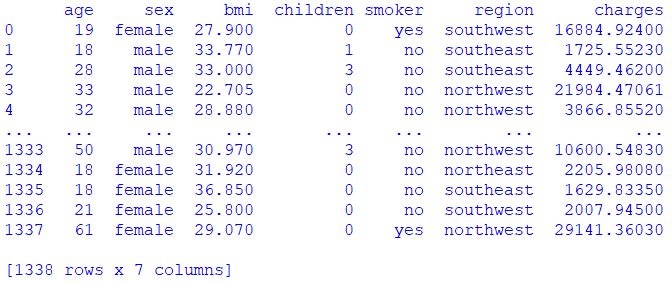 age sex bmi children smoker region charges
0 19 female 27.900 0 yes southwest 16884.92400
1 18 male 33.770 1 no southeast 1725.55230
2 28 male 33.000 3 no southeast 4449.46200
3 33 male 22.705 0 no northwest 21984.47061
4 32 male 28.880 0 no northwest 3866.85520
... ... ... ... ... ... ... ...
1333 50 male 30.970 3 no northwest 10600.54830
1334 18 female 31.920 0 no northeast 2205.98080
1335 18 female 36.850 0 no southeast 1629.83350
1336 21 female 25.800 0 no southwest 2007.94500
1337 61 female 29.070 0 yes northwest 29141.36030
[1338 rows x 7 columns]